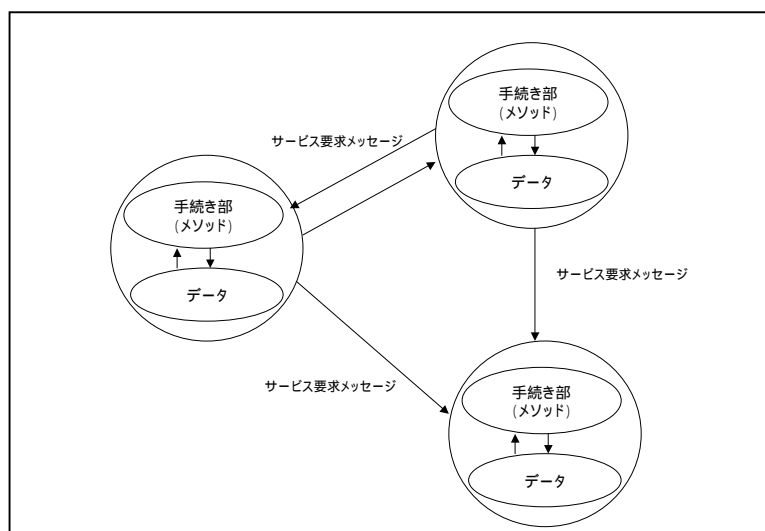 手続き部
(メソッド)
データ
サービス要求メッセージ
手続き部
(メソッド)
データ
サービス要求メッセージ
サービス要求メッセージ
手続き部
(メソッド)
データ